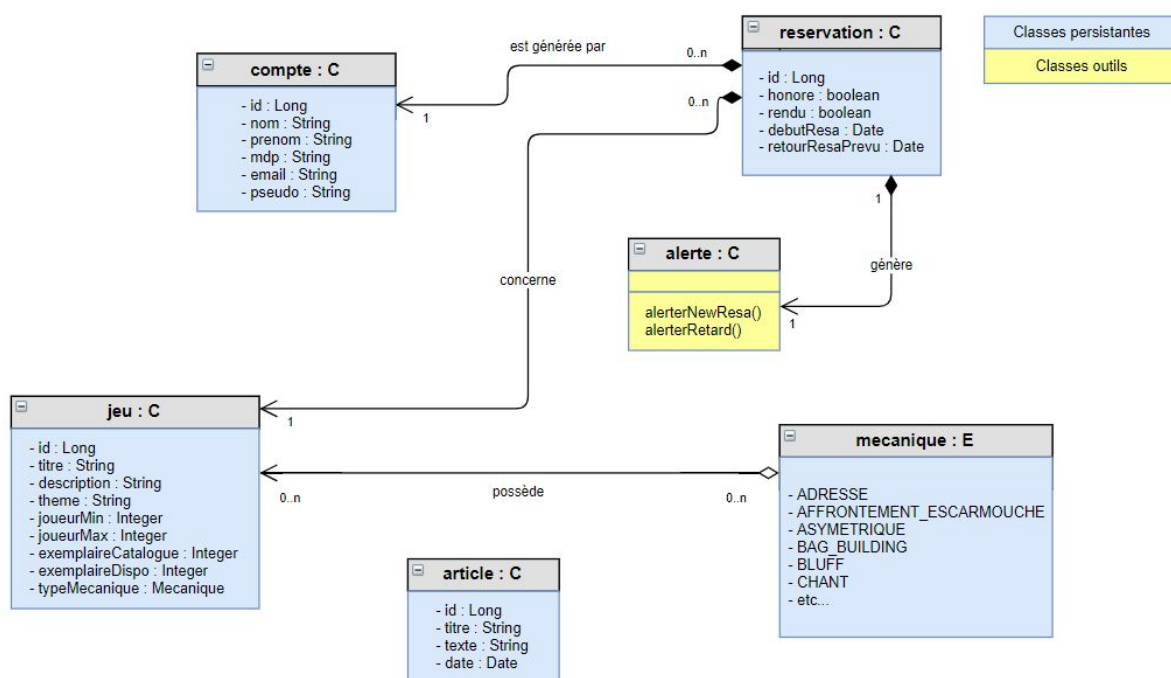 reservation : C
- id : Long
- honore : boolean
- rendu : boolean
- debutResa : Date
- retourResaPrevu : Date
Classes persistantes
Classes outils
est générée par
0..n
1
compte : C
- id : Long
- nom : String
- prenom : String
- mdp : String
- email : String
- pseudo : String
0..n
concerne
1
1
génère
1
alerte : C
alerterNewResa()
alerterRetard()
jeu : C
- id : Long
- titre : String
- description : String
- theme : String
- joueurMin : Integer
- joueurMax : Integer
- exemplaireCatalogue : Integer
- exemplaireDispo : Integer
- typeMecanique : Mecanique
0..n
possède
0..n
mecanique : E
- ADRESSE
- AFFRONTEMENT_ESCARMOUCHE
- ASYMETRIQUE
- BAG_BUILDING
- BLUFF
- CHANT
- etc...
article : C
- id : Long
- titre : String
- texte : String
- date : Date